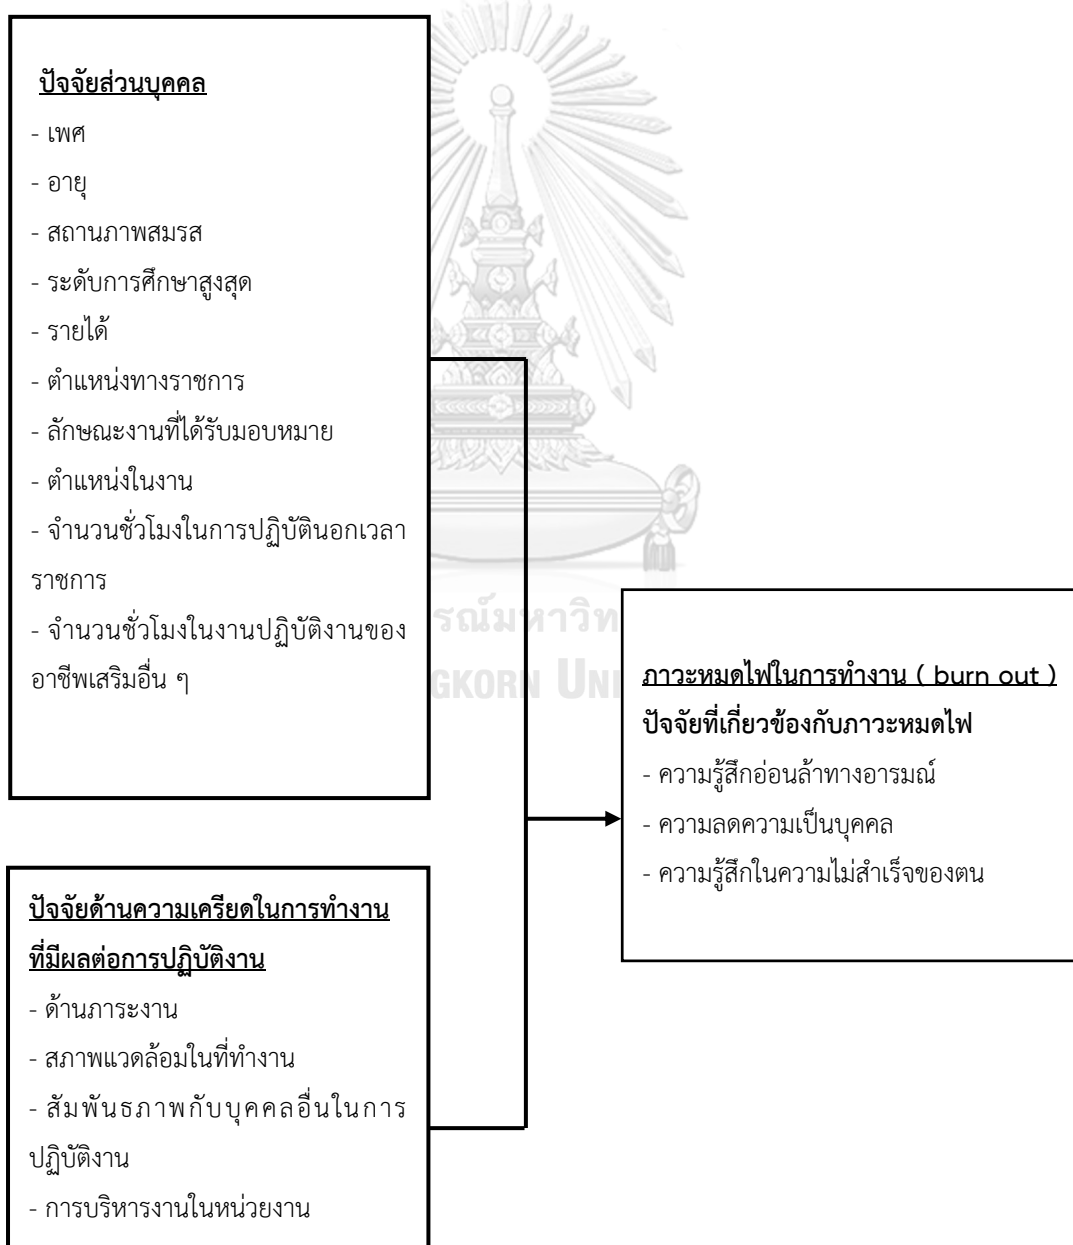 ปัจจัยส่วนบุคคล
- เพศ
- อายุ
- สถานภาพสมรส
- ระดับการศึกษาสูงสุด
- รายได้
- ตำแหน่งทางราชการ
- ลักษณะงานที่ได้รับมอบหมาย
- ตำแหน่งในงาน
- จำนวนชั่วโมงในการปฏิบัตินอกเวลา
ราชการ
- จำนวนชั่วโมงในงานปฏิบัติงานของ
อาชีพเสริมอื่น ๆ
ปัจจัยด้านความเครียดในการทำงาน
ที่มีผลต่อการปฏิบัติงาน
- ด้านภาระงาน
- สภาพแวดล้อมในที่ทำงาน
- สัมพันธภาพกับบุคคลอื่นในการ
ปฏิบัติงาน
- การบริหารงานในหน่วยงาน
ภาวะหมดไฟในการทำงาน ( burn out )
ปัจจัยที่เกี่ยวข้องกับภาวะหมดไฟ
- ความรู้สึกอ่อนล้าทางอารมณ์
- ความลดความเป็นบุคคล
- ความรู้สึกในความไม่สำเร็จของตน
รณ์มหาวิท
GKORN UNI